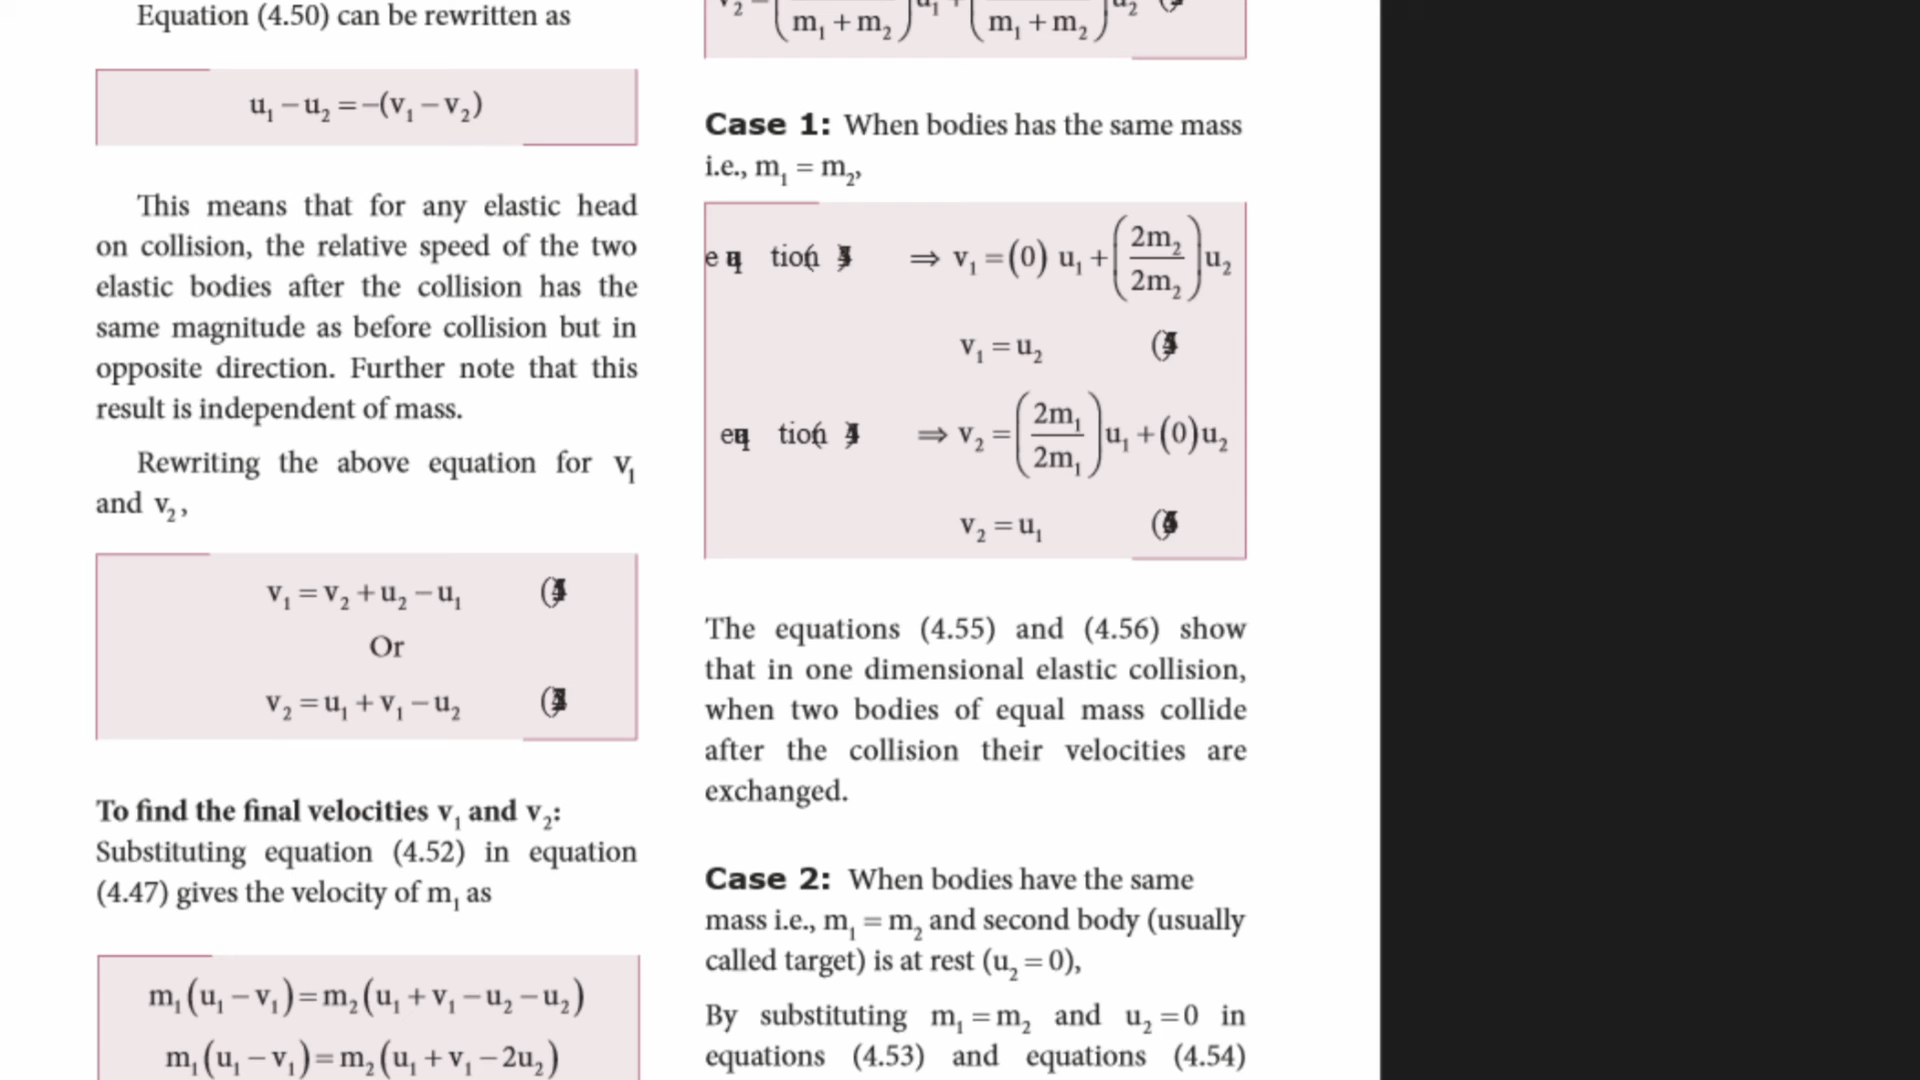 Equation (4.50) can be rewritten as
u₁ − u₂ = −(v₁ − v₂)
This means that for any elastic head
on collision, the relative speed of the two
elastic bodies after the collision has the
same magnitude as before collision but in
opposite direction. Further note that this
result is independent of mass.
Rewriting the above equation for v₁
and v₂,
v₁ = v₂ + u₂ − u₁
Or
v₂ = u₁ + v₁ − u₂
To find the final velocities v₁ and v₂:
Substituting equation (4.52) in equation
(4.47) gives the velocity of m₁ as
m₁(u₁ − v₁) = m₂(u₁ + v₁ − u₂ − u₂)
m₁(u₁ − v₁) = m₂(u₁ + v₁ − 2u₂)
m₁ + m₂ m₁ + m₂
Case 1: When bodies has the same mass
i.e., m₁ = m₂,
⇒ v₁ = (0) u₁ + (2m₂/2m₂) u₂
v₁ = u₂
⇒ v₂ = (2m₁/2m₁) u₁ + (0)u₂
v₂ = u₁
The equations (4.55) and (4.56) show
that in one dimensional elastic collision,
when two bodies of equal mass collide
after the collision their velocities are
exchanged.
Case 2: When bodies have the same
mass i.e., m₁ = m₂ and second body (usually
called target) is at rest (u₂ = 0),
By substituting m₁ = m₂ and u₂ = 0 in
equations (4.53) and equations (4.54)